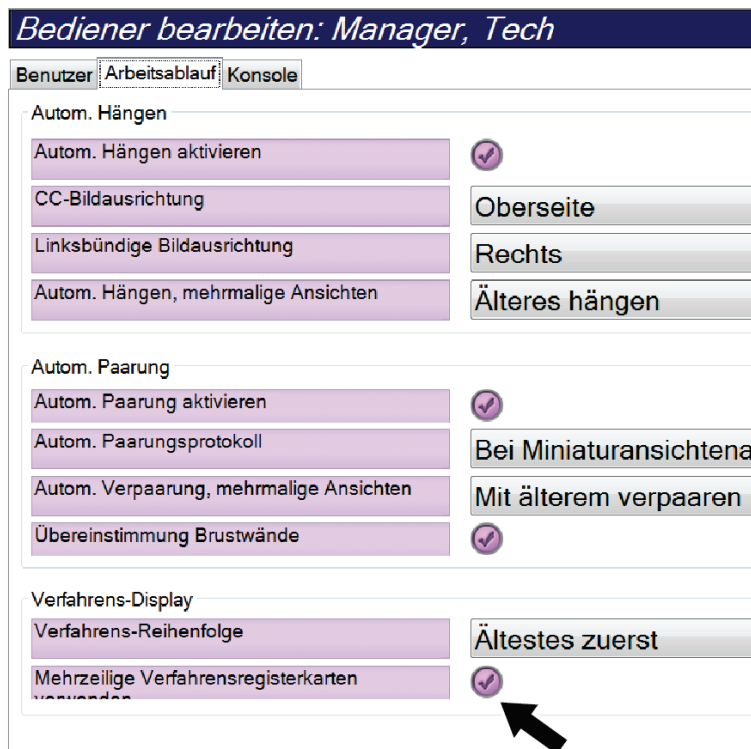 Bediener bearbeiten: Manager, Tech
Benutzer Arbeitsablauf Konsole
Autom. Hängen
Autom. Hängen aktivieren
CC-Bildausrichtung Oberseite
Linksbündige Bildausrichtung Rechts
Autom. Hängen, mehrmalige Ansichten Älteres hängen
Autom. Paarung
Autom. Paarung aktivieren
Autom. Paarungsprotokoll Bei Miniaturansichtena
Autom. Verpaarung, mehrmalige Ansichten Mit älterem verpaaren
Übereinstimmung Brustwände
Verfahrens-Display
Verfahrens-Reihenfolge Ältestes zuerst
Mehrzeilige Verfahrensregisterkarten